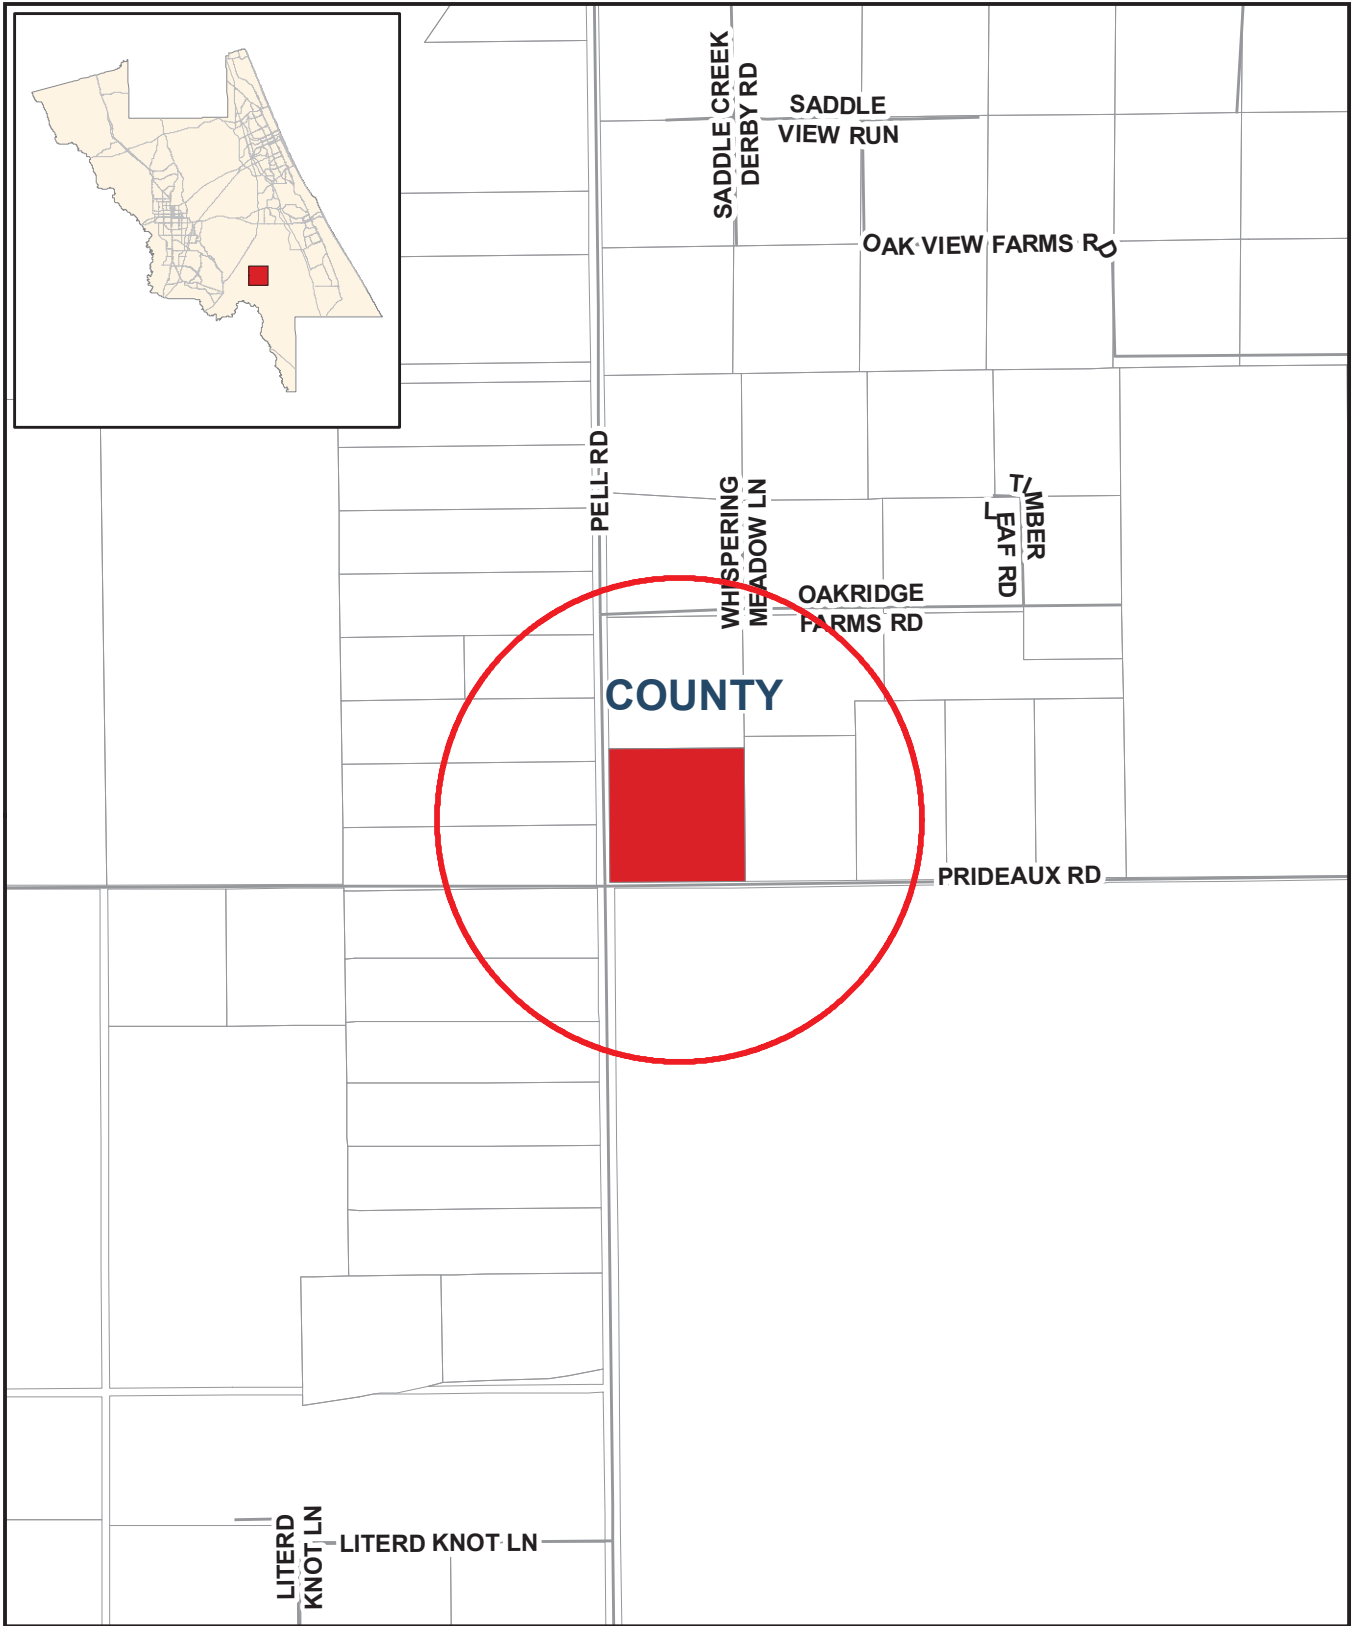 SADDLE CREEK
DERBY RD
SADDLE
VIEW RUN
OAK VIEW FARMS RD
PELL RD
WHISPERING
MEADOW LN
TIMBER
LEAF RD
OAKRIDGE
FARMS RD
COUNTY
PRIDEAUX RD
LITERD
KNOT LN
LITERD KNOT LN